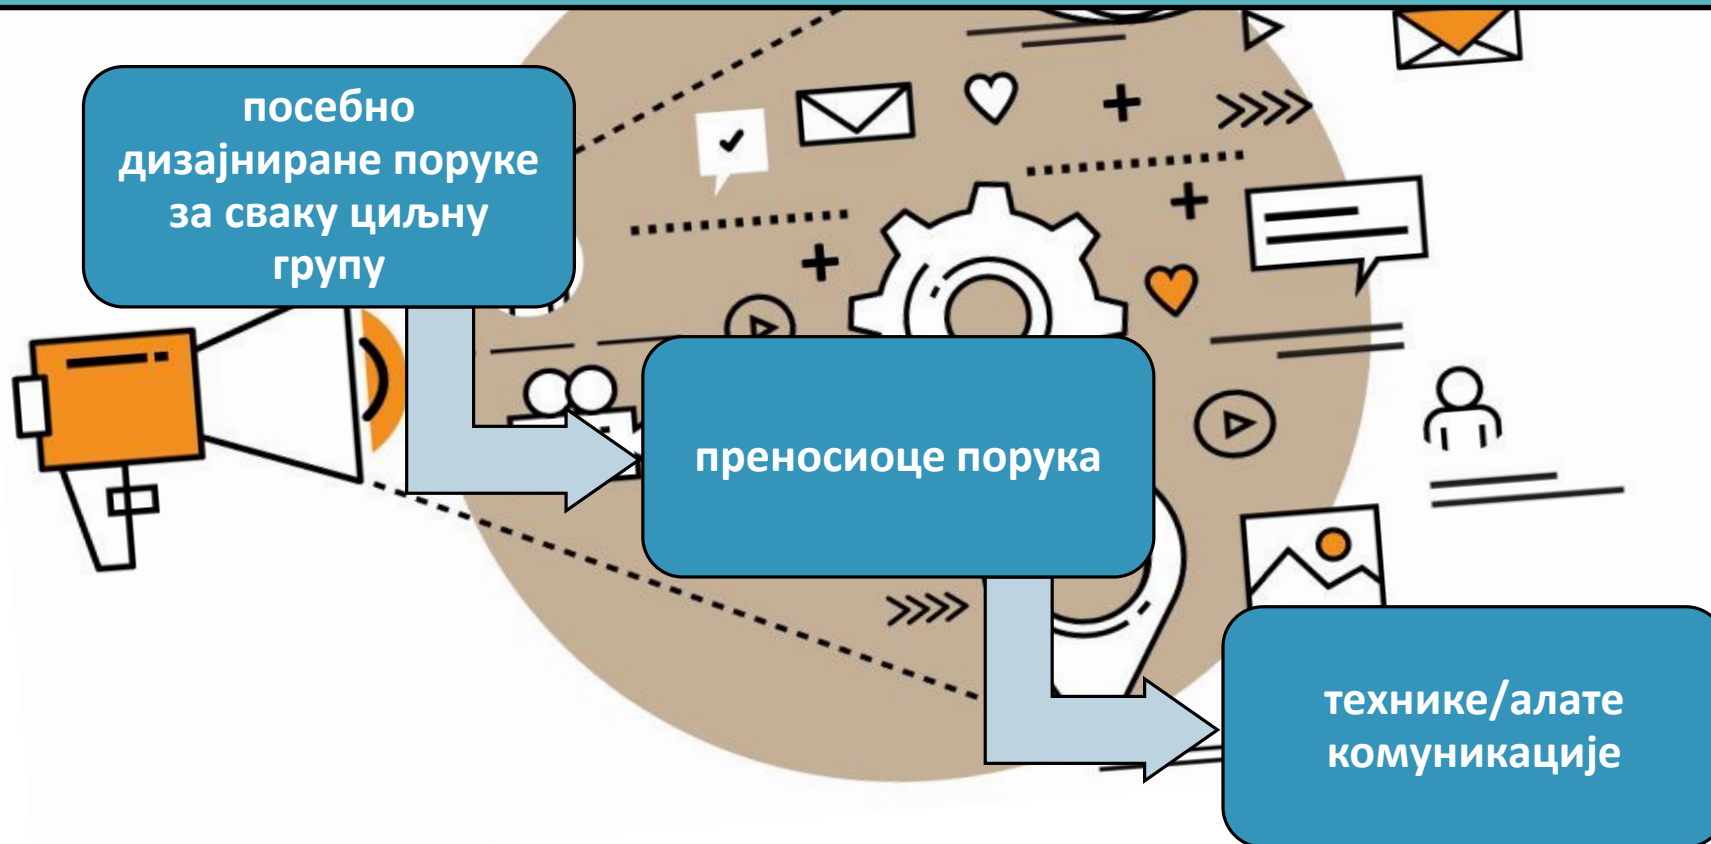 посебно
дизајниране поруке
за сваку циљну
групу
преносиоце порука
технике/алате
комуникације